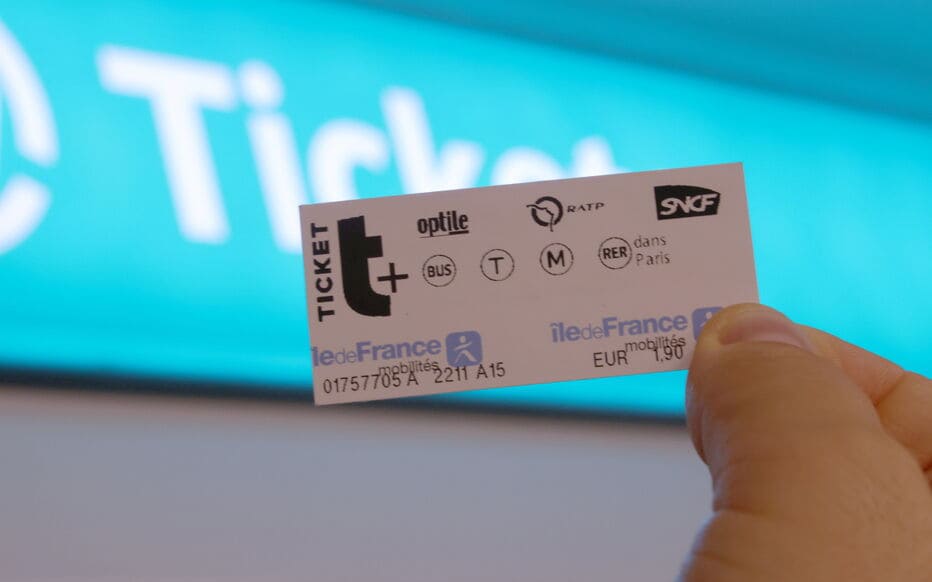 Ticket
TICKET t+
optile RATP SNCF
BUS T M RER dans
Paris
îledeFrance îledeFrance
mobilités mobilités
01757705 A 2211 A15 EUR 1,90